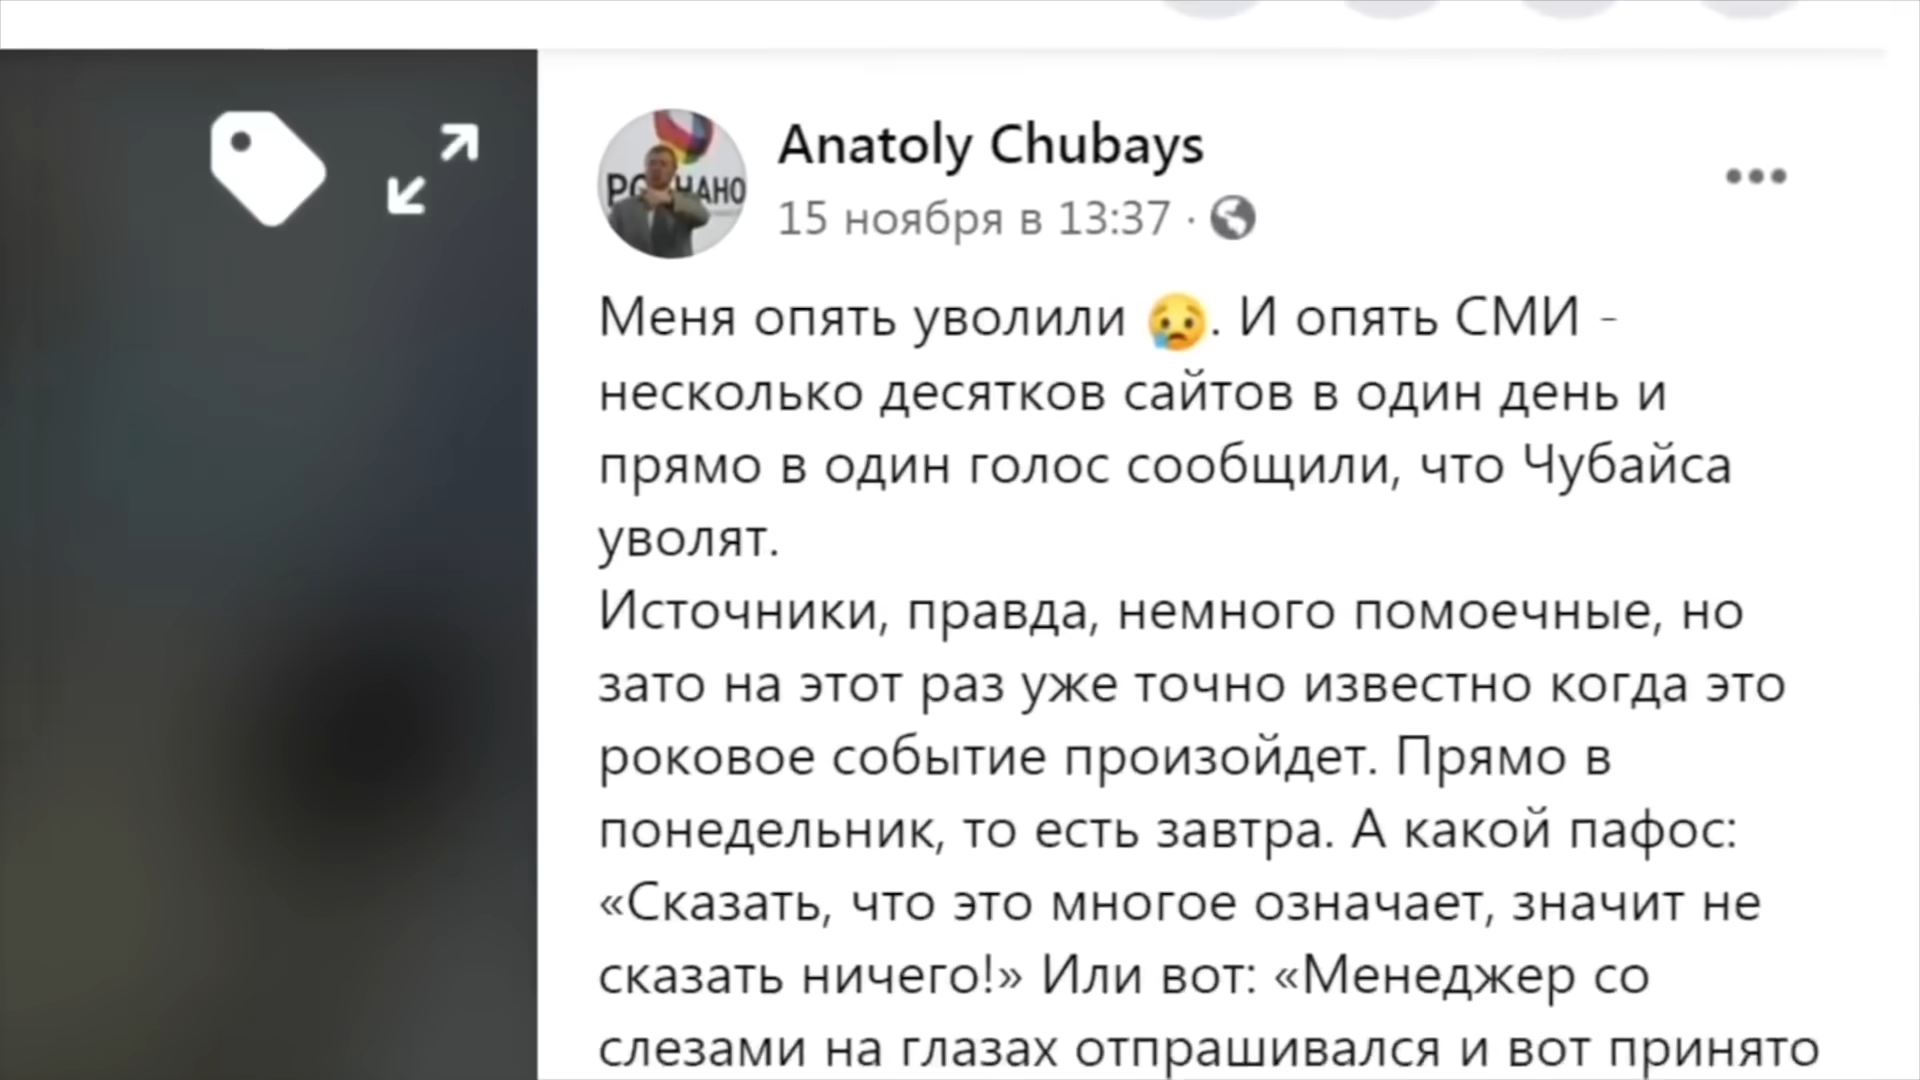 Anatoly Chubays
15 ноября в 13:37 ·
Меня опять уволили 😢. И опять СМИ -
несколько десятков сайтов в один день и
прямо в один голос сообщили, что Чубайса
уволят.
Источники, правда, немного помоечные, но
зато на этот раз уже точно известно когда это
роковое событие произойдет. Прямо в
понедельник, то есть завтра. А какой пафос:
«Сказать, что это многое означает, значит не
сказать ничего!» Или вот: «Менеджер со
слезами на глазах отпрашивался и вот принято